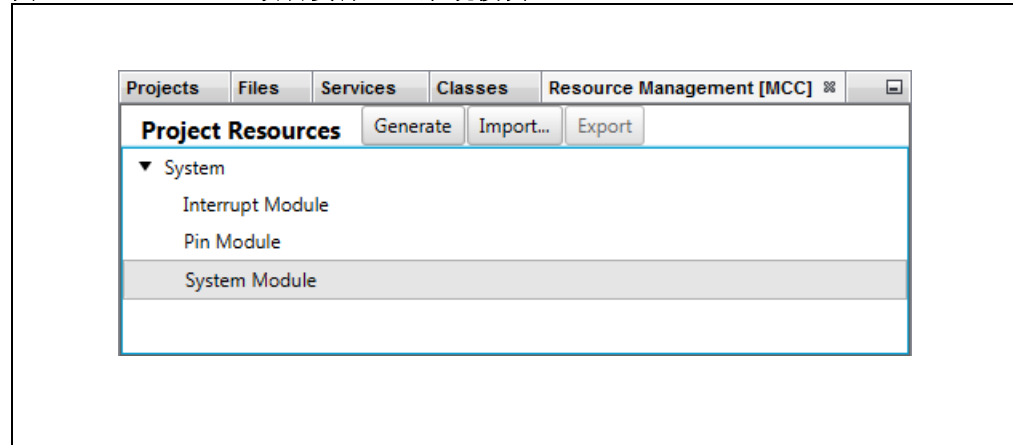 Projects Files Services Classes Resource Management [MCC]
Project Resources Generate Import... Export
System
Interrupt Module
Pin Module
System Module